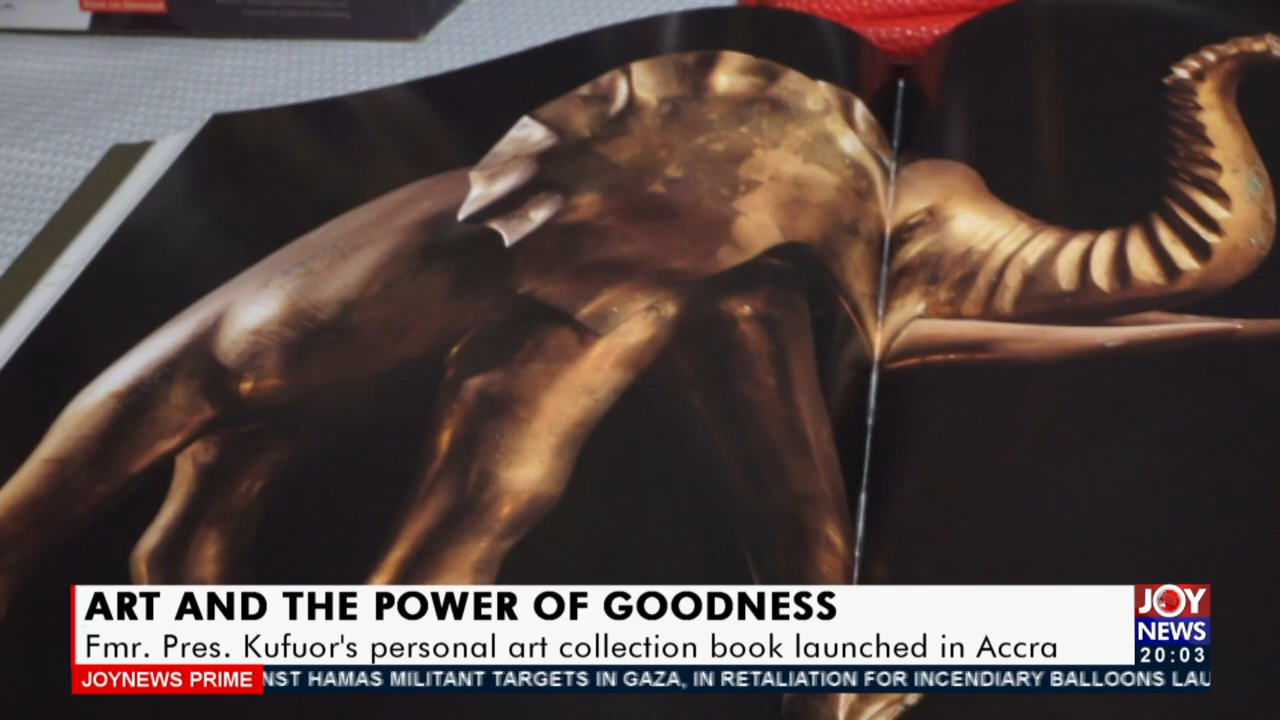 ART AND THE POWER OF GOODNESS
Fmr. Pres. Kufuor's personal art collection book launched in Accra
JOY
NEWS
20:03
JOYNEWS PRIME
NST HAMAS MILITANT TARGETS IN GAZA, IN RETALIATION FOR INCENDIARY BALLOONS LAU